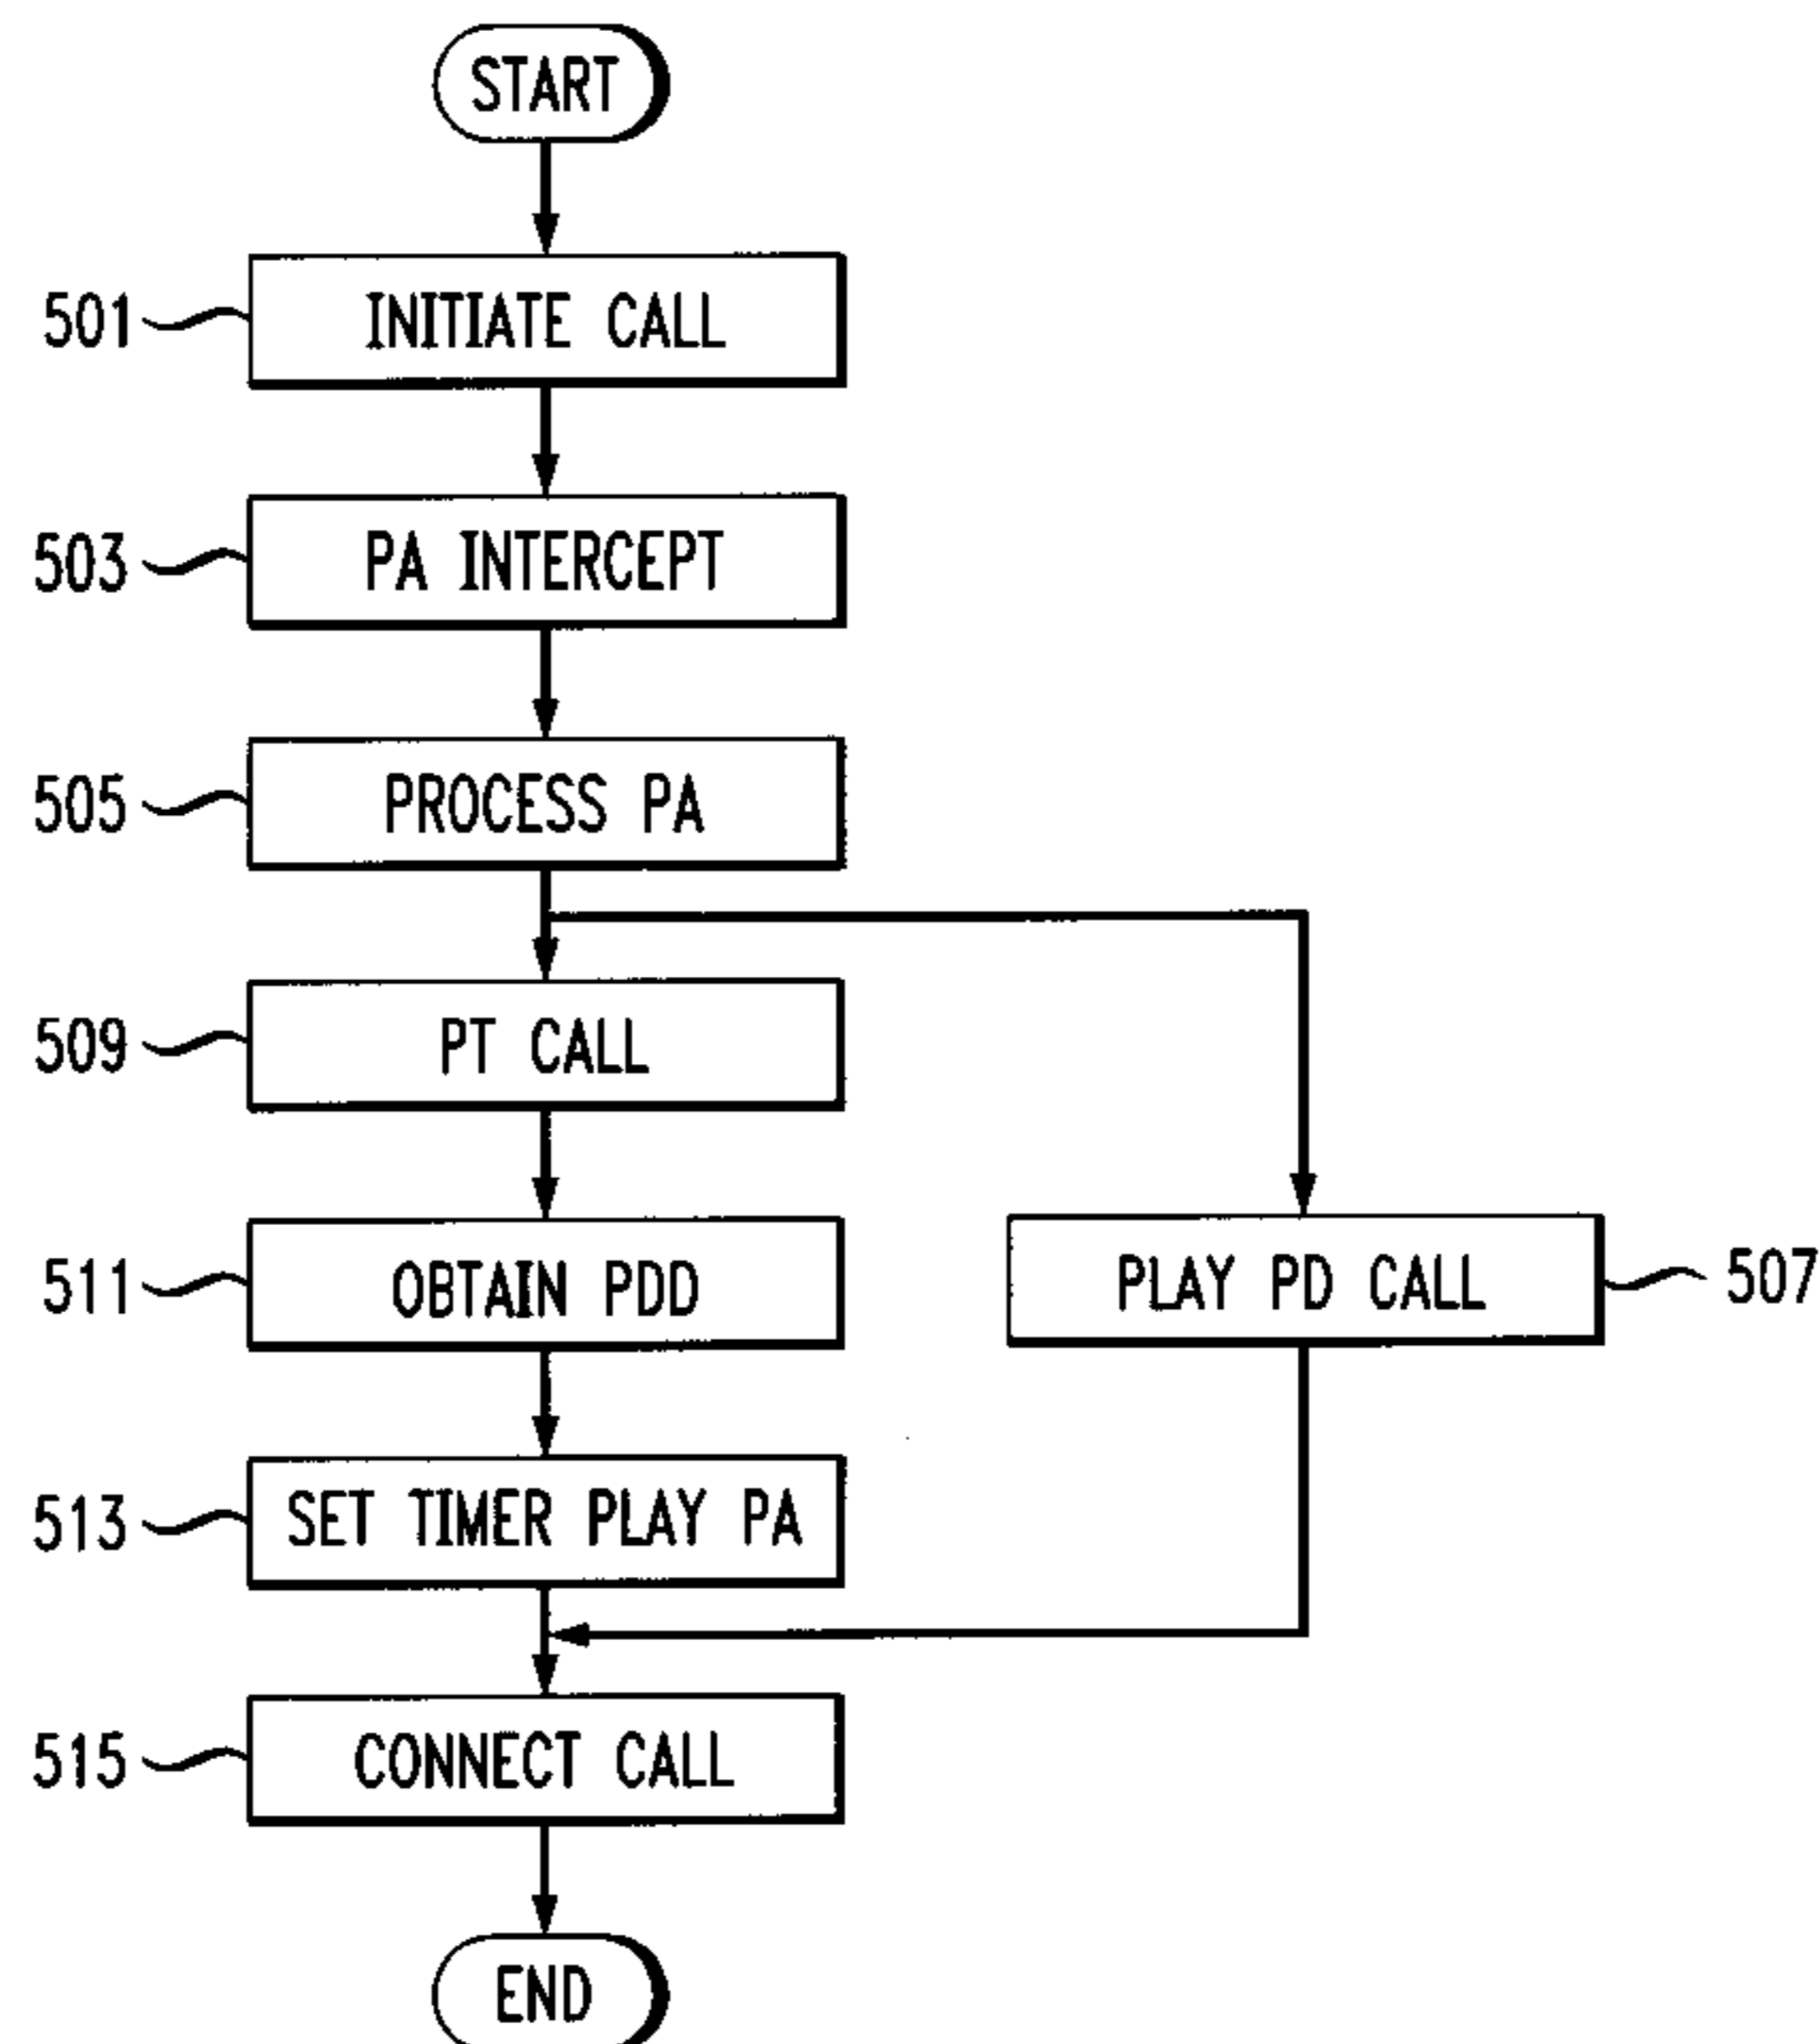 START
501 INITIATE CALL
503 PA INTERCEPT
505 PROCESS PA
509 PT CALL
511 OBTAIN PDD
PLAY PD CALL 507
513 SET TIMER PLAY PA
515 CONNECT CALL
END